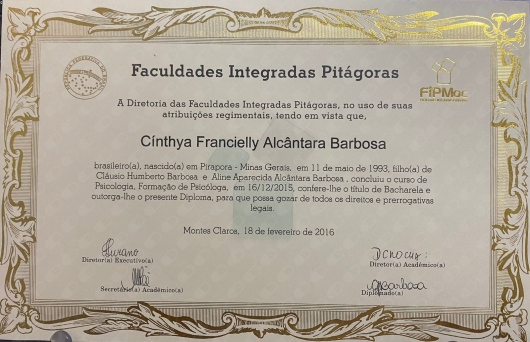 Faculdades Integradas Pitágoras
FIPMoc
A Diretoria das Faculdades Integradas Pitágoras, no uso de suas
atribuições regimentais, tendo em vista que,
Cínthya Francielly Alcântara Barbosa
brasileiro(a), nascido(a) em Pirapora - Minas Gerais, em 11 de maio de 1993, filho(a) de
Cláusio Humberto Barbosa e Aline Aparecida Alcântara Barbosa , concluiu o curso de
Psicologia, Formação de Psicóloga, em 16/12/2015, confere-lhe o título de Bacharela e
outorga-lhe o presente Diploma, para que possa gozar de todos os direitos e prerrogativas
legais.
Montes Claros, 18 de fevereiro de 2016
Diretor(a) Executivo(a)
Diretor(a) Acadêmico(a)
Secretário(a) Acadêmico(a)
Diplomado(a)